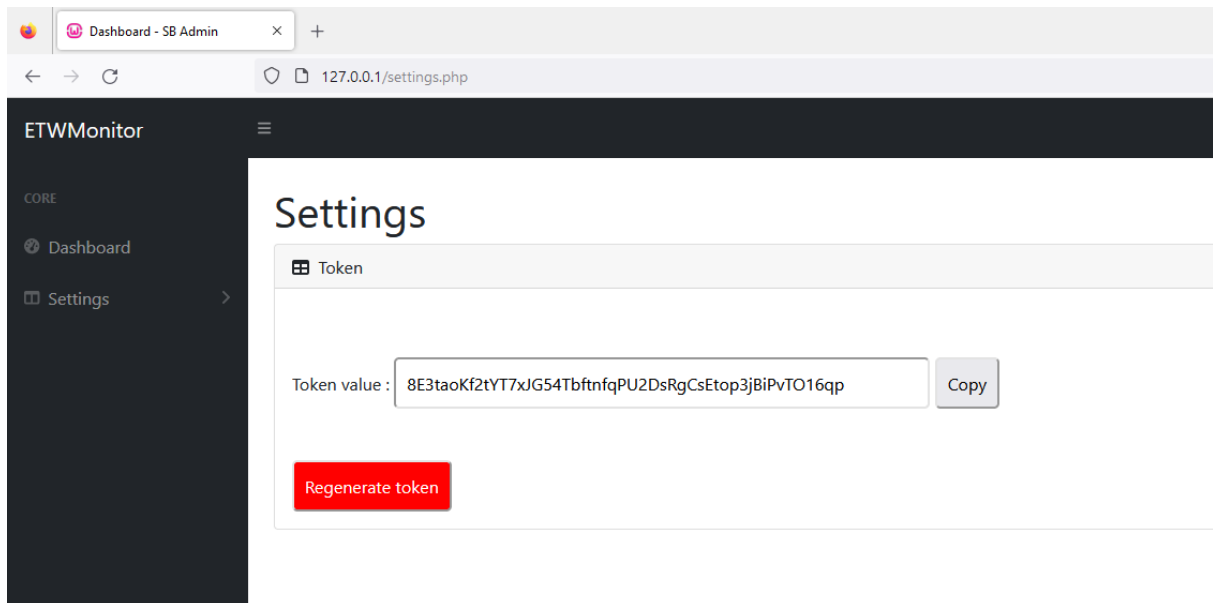 Dashboard - SB Admin
127.0.0.1/settings.php
ETWMonitor
CORE
Dashboard
Settings
Settings
Token
Token value : 8E3taoKf2tYT7xJG54TbftnfqPU2DsRgCsEtop3jBiPvTO16qp Copy
Regenerate token